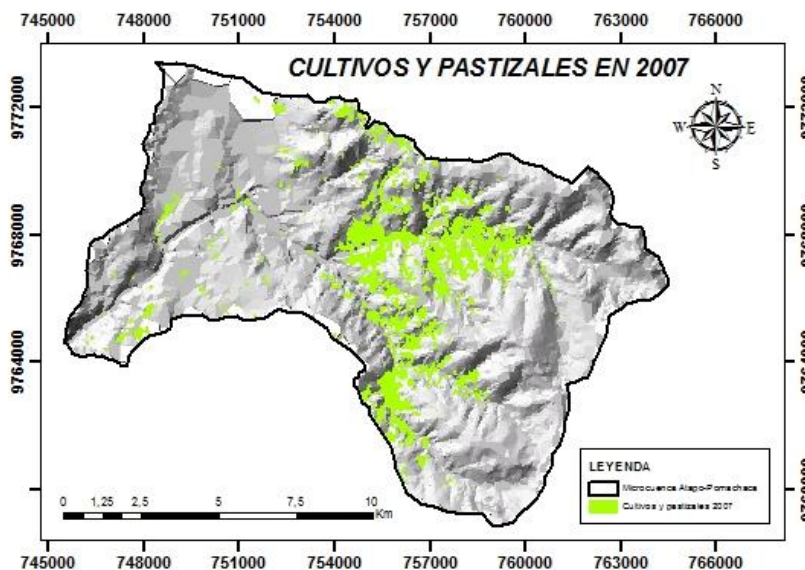 745000 748000 751000 754000 757000 760000 763000 766000
CULTIVOS Y PASTIZALES EN 2007
9772000
N
W E
S
9768000
9764000 9764000
LEYENDA
Microcuenca Alago-Pomachaca
Cultivos y pastizales 2007
0 1,25 2,5 5 7,5 10
Km
745000 748000 751000 754000 757000 760000 763000 766000